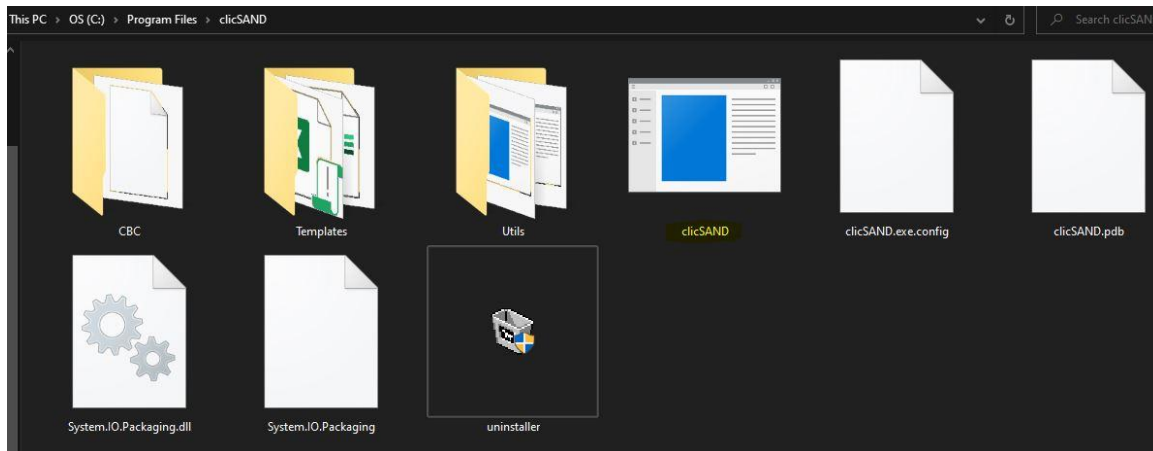 This PC > OS (C:) > Program Files > clicSAND
Search clicSAN
CBC
Templates
Utils
clicSAND
clicSAND.exe.config
clicSAND.pdb
System.IO.Packaging.dll
System.IO.Packaging
uninstaller